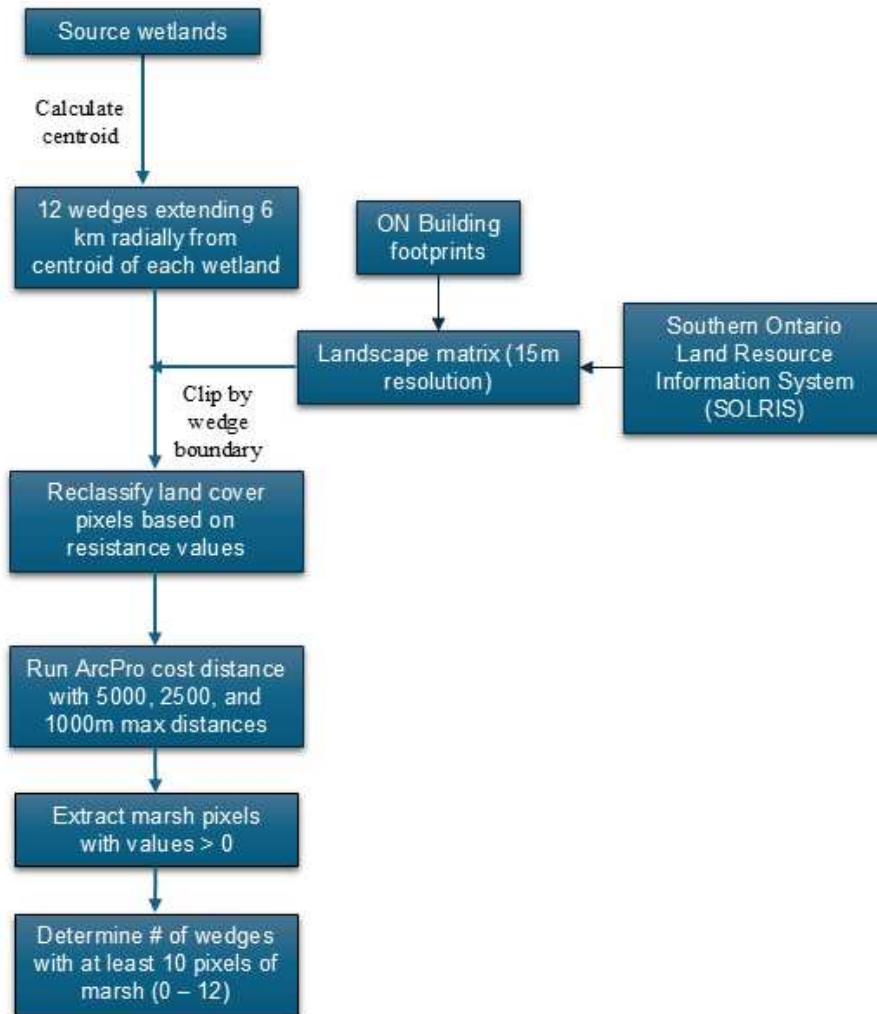 Source wetlands
Calculate
centroid
12 wedges extending 6
km radially from
centroid of each wetland
ON Building
footprints
Landscape matrix (15m
resolution)
Southern Ontario
Land Resource
Information System
(SOLRIS)
Clip by
wedge
boundary
Reclassify land cover
pixels based on
resistance values
Run ArcPro cost distance
with 5000, 2500, and
1000m max distances
Extract marsh pixels
with values > 0
Determine # of wedges
with at least 10 pixels of
marsh (0 – 12)